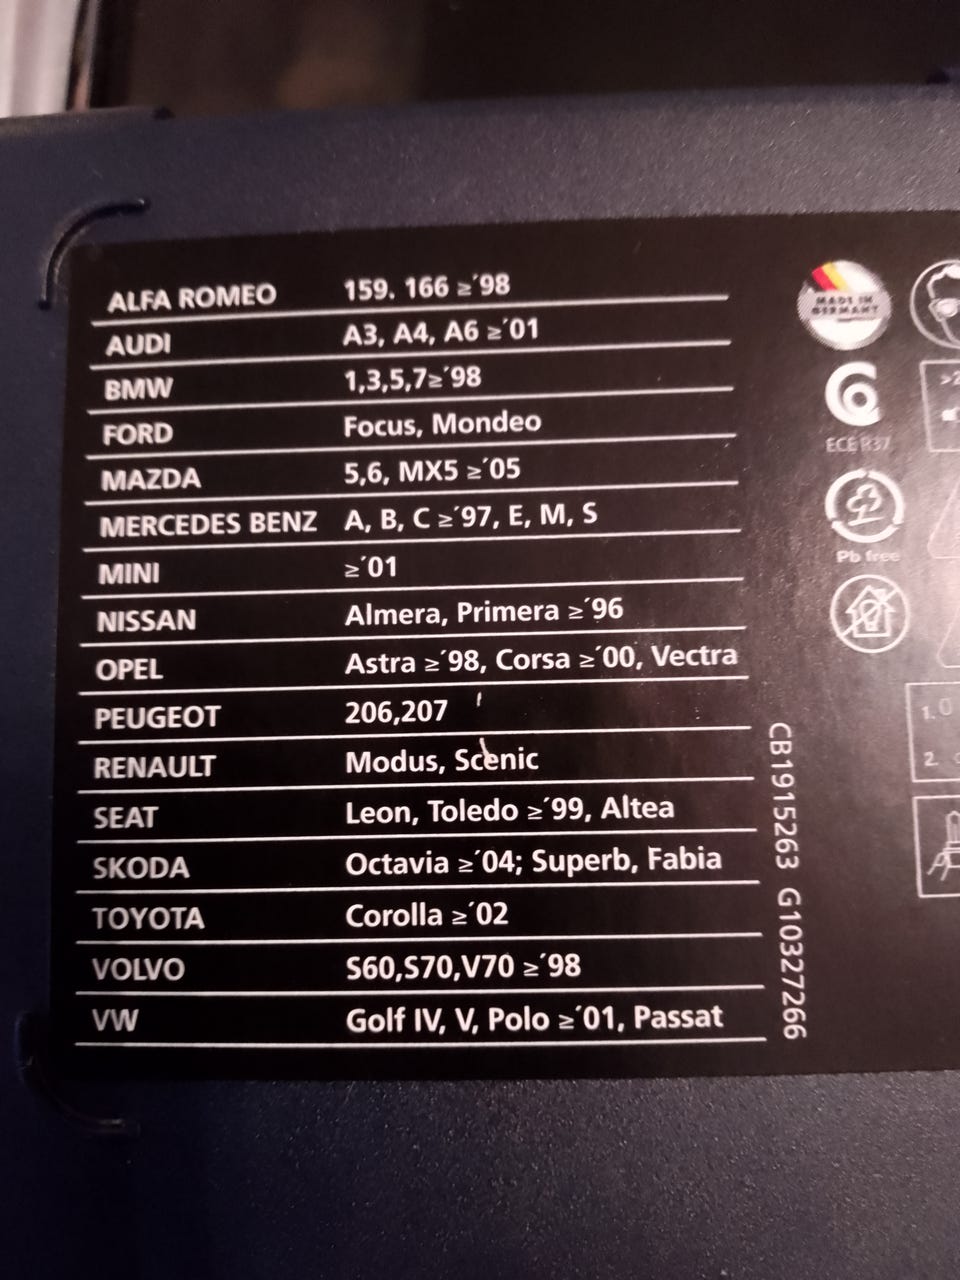 ALFA ROMEO 159. 166 ≥´98
AUDI A3, A4, A6 ≥´01
BMW 1,3,5,7≥´98
FORD Focus, Mondeo
MAZDA 5,6, MX5 ≥´05
MERCEDES BENZ A, B, C ≥´97, E, M, S
MINI ≥´01
NISSAN Almera, Primera ≥´96
OPEL Astra ≥´98, Corsa ≥´00, Vectra
PEUGEOT 206,207
RENAULT Modus, Scenic
SEAT Leon, Toledo ≥´99, Altea
SKODA Octavia ≥´04; Superb, Fabia
TOYOTA Corolla ≥´02
VOLVO S60,S70,V70 ≥´98
VW Golf IV, V, Polo ≥´01, Passat
MADE IN
GERMANY
ECE R37
Pb free
CB1915263 G10327266
>2
1.
2.